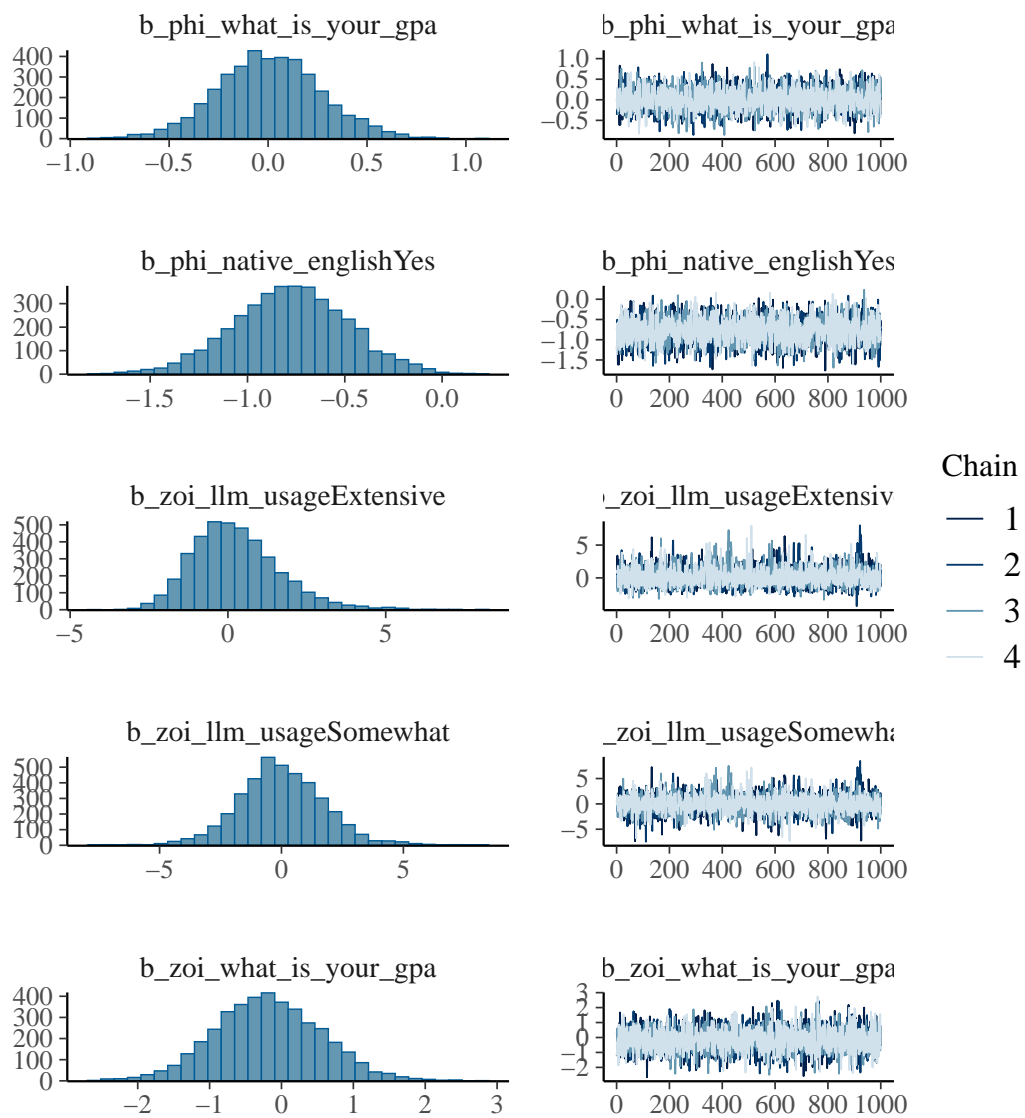 b_phi_what_is_your_gpa
b_phi_what_is_your_gpa
400
300
200
100
0
−1.0 −0.5 0.0 0.5 1.0
1.0
0.5
0.0
−0.5
0 200 400 600 800 1000
b_phi_native_englishYes
b_phi_native_englishYes
300
200
100
0
−1.5 −1.0 −0.5 0.0
0.0
−0.5
−1.0
−1.5
0 200 400 600 800 1000
b_zoi_llm_usageExtensive
_zoi_llm_usageExtensiv
500
400
300
200
100
0
−5 0 5
5
0
0 200 400 600 800 1000
b_zoi_llm_usageSomewhat
_zoi_llm_usageSomewha
500
400
300
200
100
0
−5 0 5
5
0
−5
0 200 400 600 800 1000
b_zoi_what_is_your_gpa
b_zoi_what_is_your_gpa
400
300
200
100
0
−2 −1 0 1 2 3
3
2
1
0
−1
−2
0 200 400 600 800 1000
Chain
1
2
3
4